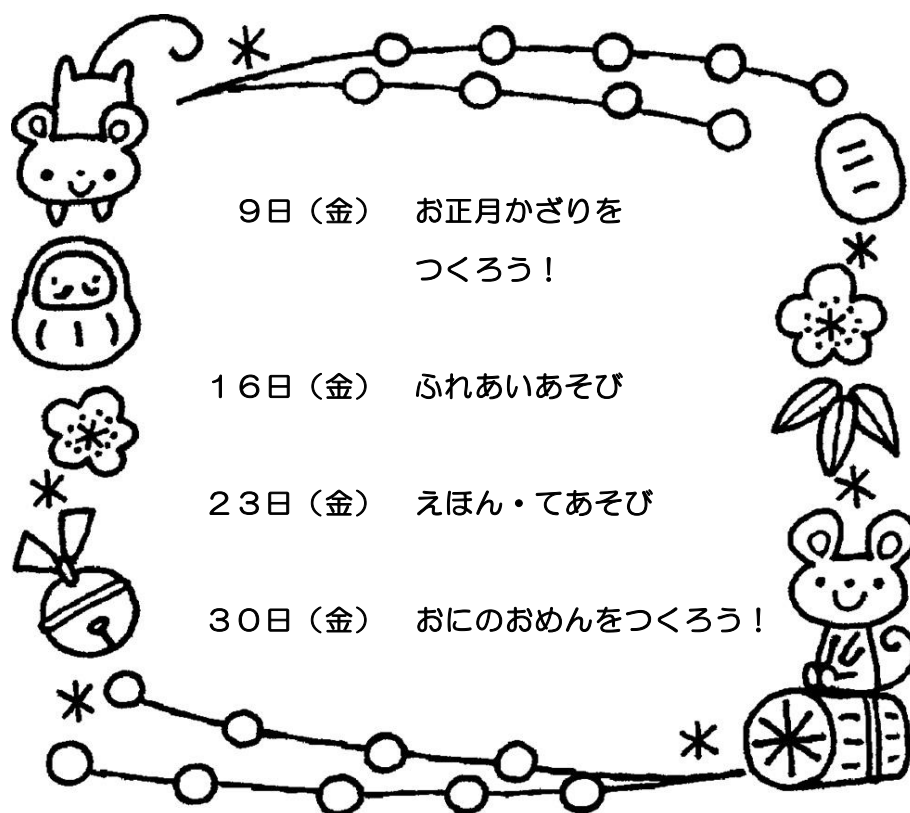 ９日（金）　お正月かざりを
つくろう！
１６日（金）　ふれあいあそび
２３日（金）　えほん・てあそび
３０日（金）　おにのおめんをつくろう！